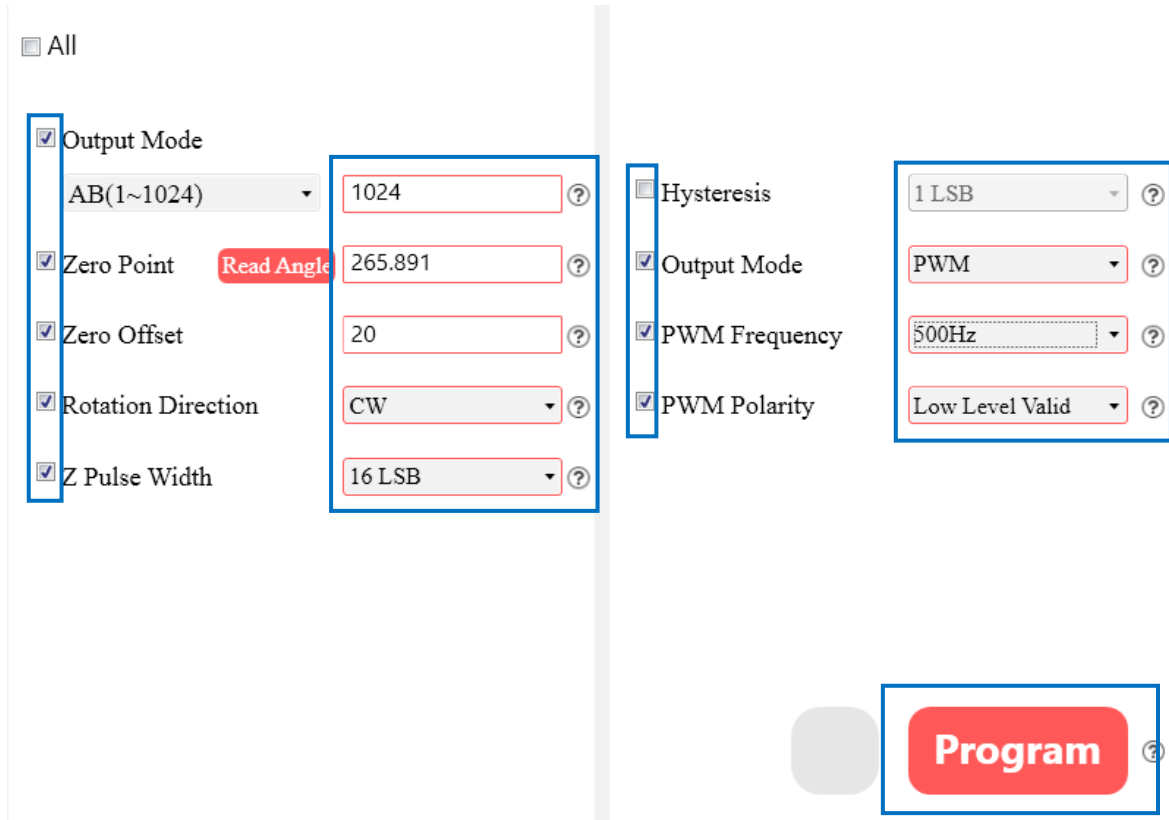 All
Output Mode
AB(1~1024) 1024 ?
Zero Point Read Angle 265.891 ?
Zero Offset 20 ?
Rotation Direction CW ?
Z Pulse Width 16 LSB ?
Hysteresis 1 LSB ?
Output Mode PWM ?
PWM Frequency 500Hz ?
PWM Polarity Low Level Valid ?
Program ?